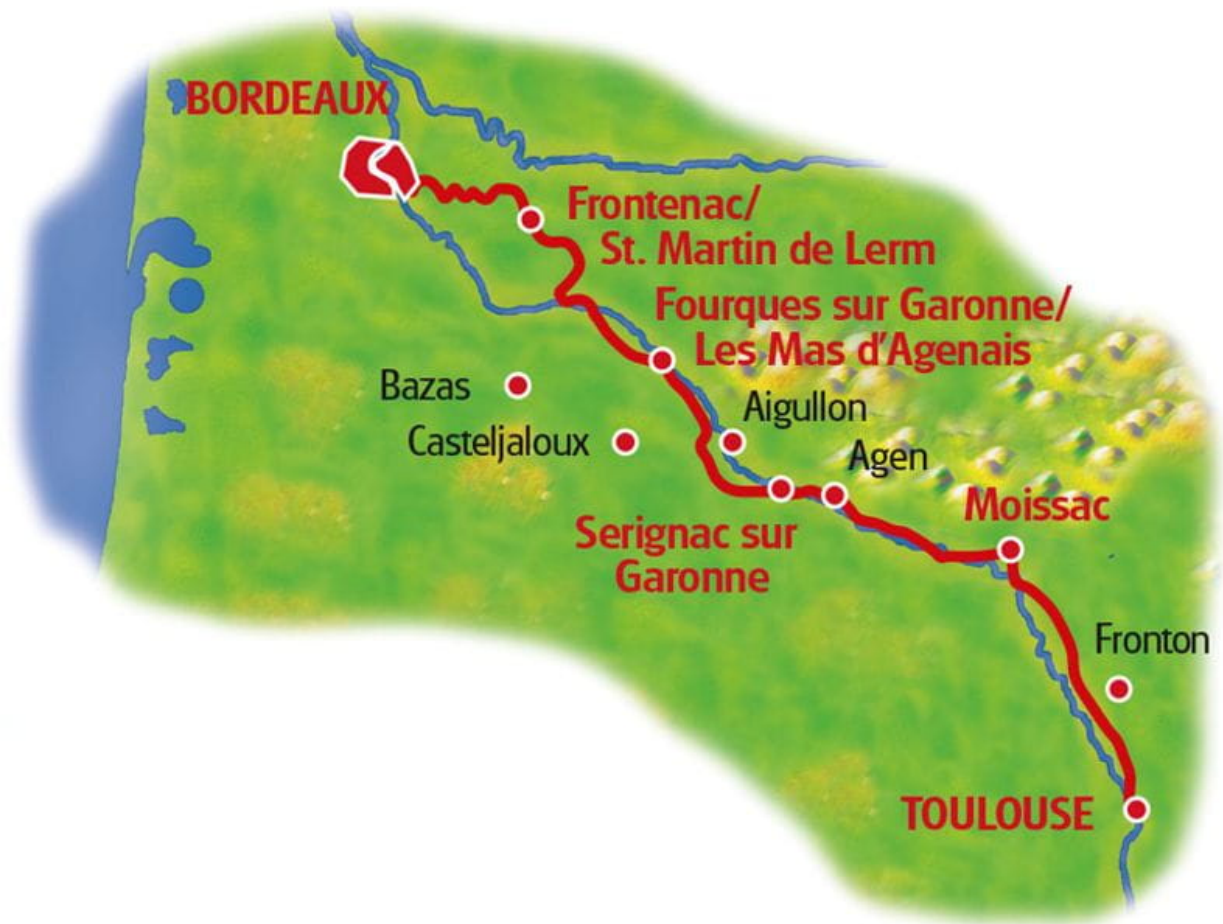 BORDEAUX
Frontenac/
St. Martin de Lerm
Fourques sur Garonne/
Les Mas d'Agenais
Bazas
Casteljaloux
Aigullon
Agen
Serignac sur
Garonne
Moissac
Fronton
TOULOUSE